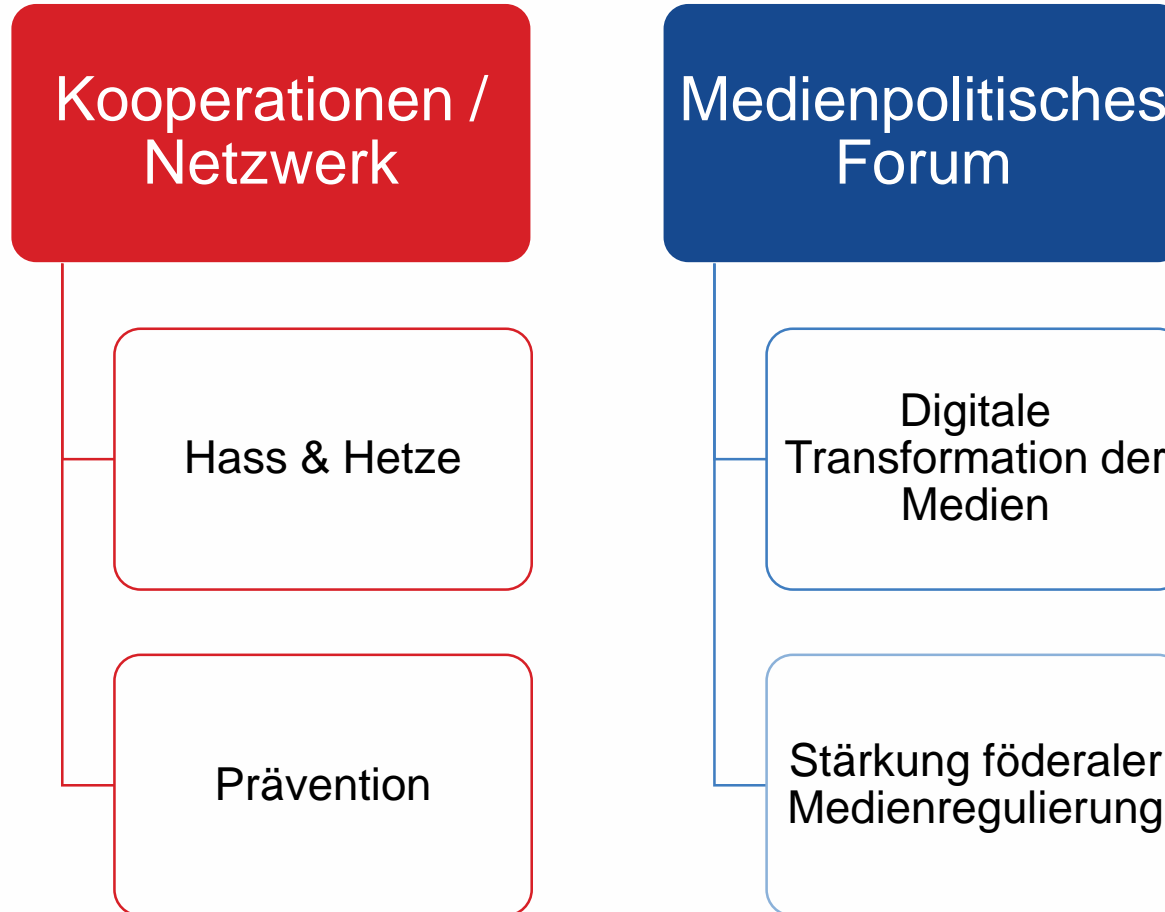 Kooperationen /
Netzwerk
Hass & Hetze
Prävention
Medienpolitisches
Forum
Digitale
Transformation der
Medien
Stärkung föderaler
Medienregulierung